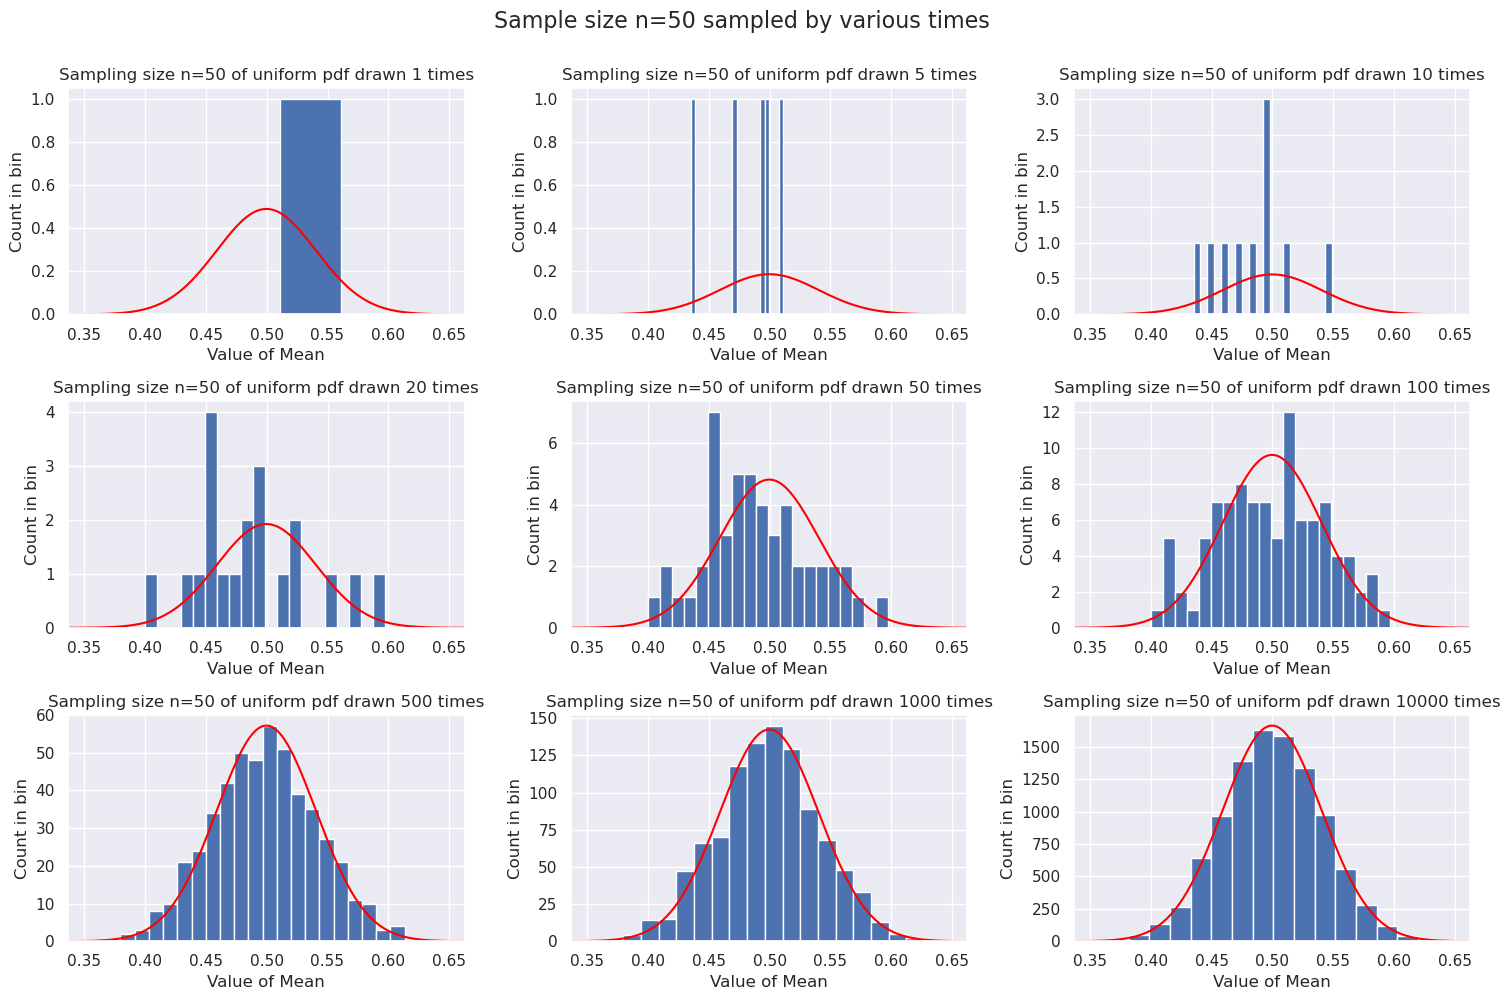 Sample size n=50 sampled by various times
Sampling size n=50 of uniform pdf drawn 1 times
Count in bin
1.0
0.8
0.6
0.4
0.2
0.0
0.35 0.40 0.45 0.50 0.55 0.60 0.65
Value of Mean
Sampling size n=50 of uniform pdf drawn 5 times
Count in bin
1.0
0.8
0.6
0.4
0.2
0.0
0.35 0.40 0.45 0.50 0.55 0.60 0.65
Value of Mean
Sampling size n=50 of uniform pdf drawn 10 times
Count in bin
3.0
2.5
2.0
1.5
1.0
0.5
0.0
0.35 0.40 0.45 0.50 0.55 0.60 0.65
Value of Mean
Sampling size n=50 of uniform pdf drawn 20 times
Count in bin
4
3
2
1
0
0.35 0.40 0.45 0.50 0.55 0.60 0.65
Value of Mean
Sampling size n=50 of uniform pdf drawn 50 times
Count in bin
6
4
2
0
0.35 0.40 0.45 0.50 0.55 0.60 0.65
Value of Mean
Sampling size n=50 of uniform pdf drawn 100 times
Count in bin
12
10
8
6
4
2
0
0.35 0.40 0.45 0.50 0.55 0.60 0.65
Value of Mean
Sampling size n=50 of uniform pdf drawn 500 times
Count in bin
60
50
40
30
20
10
0
0.35 0.40 0.45 0.50 0.55 0.60 0.65
Value of Mean
Sampling size n=50 of uniform pdf drawn 1000 times
Count in bin
150
125
100
75
50
25
0
0.35 0.40 0.45 0.50 0.55 0.60 0.65
Value of Mean
Sampling size n=50 of uniform pdf drawn 10000 times
Count in bin
1500
1250
1000
750
500
250
0
0.35 0.40 0.45 0.50 0.55 0.60 0.65
Value of Mean